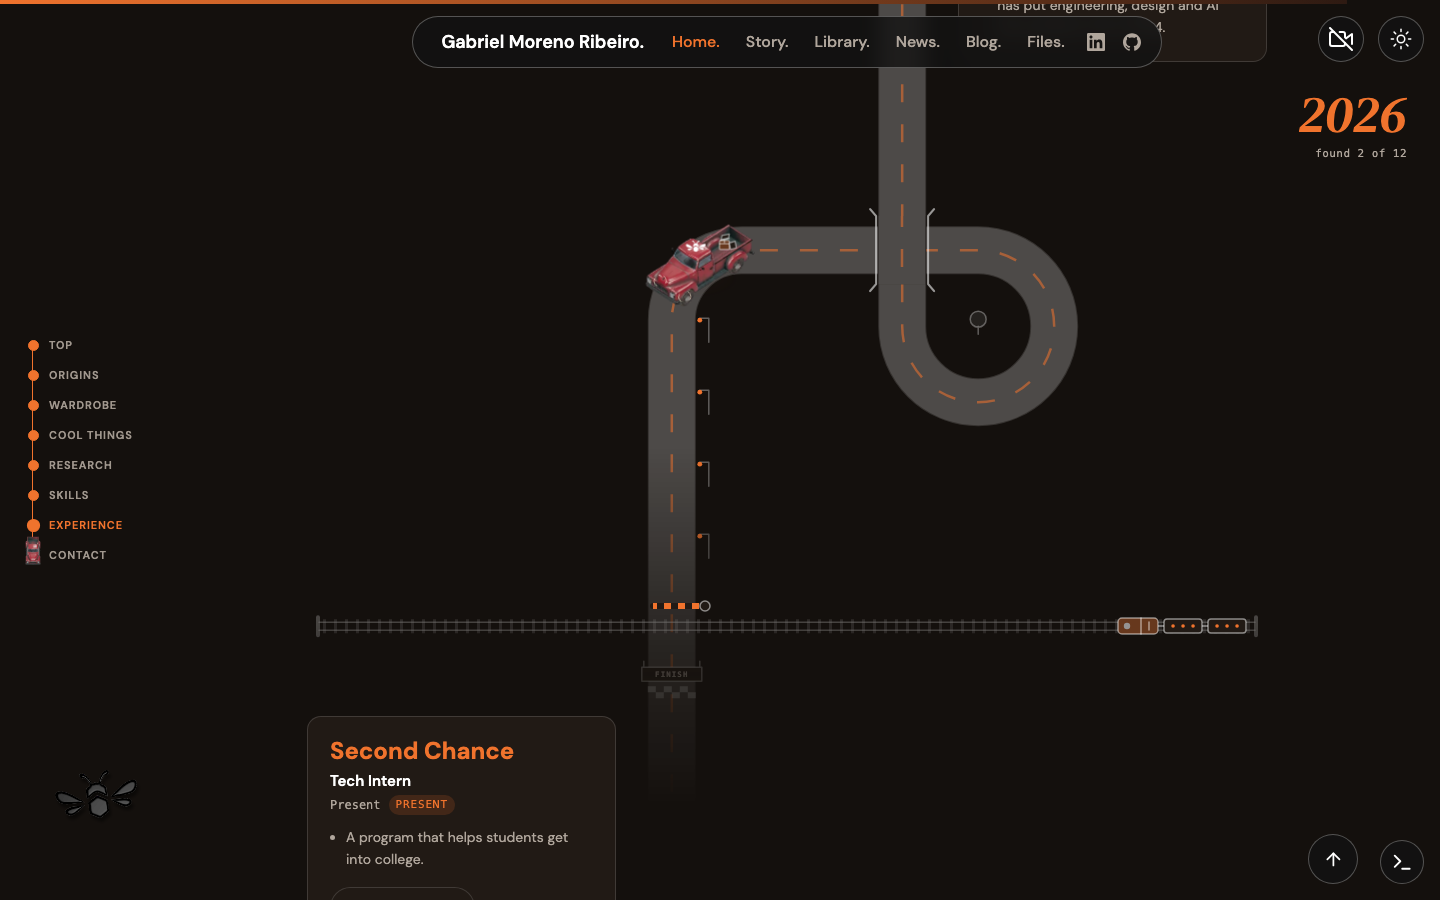 has put engineering, design and AI
4.
Gabriel Moreno Ribeiro. Home. Story. Library. News. Blog. Files.
2026
found 2 of 12
TOP
ORIGINS
WARDROBE
COOL THINGS
RESEARCH
SKILLS
EXPERIENCE
CONTACT
FINISH
Second Chance
Tech Intern
Present PRESENT
• A program that helps students get
into college.